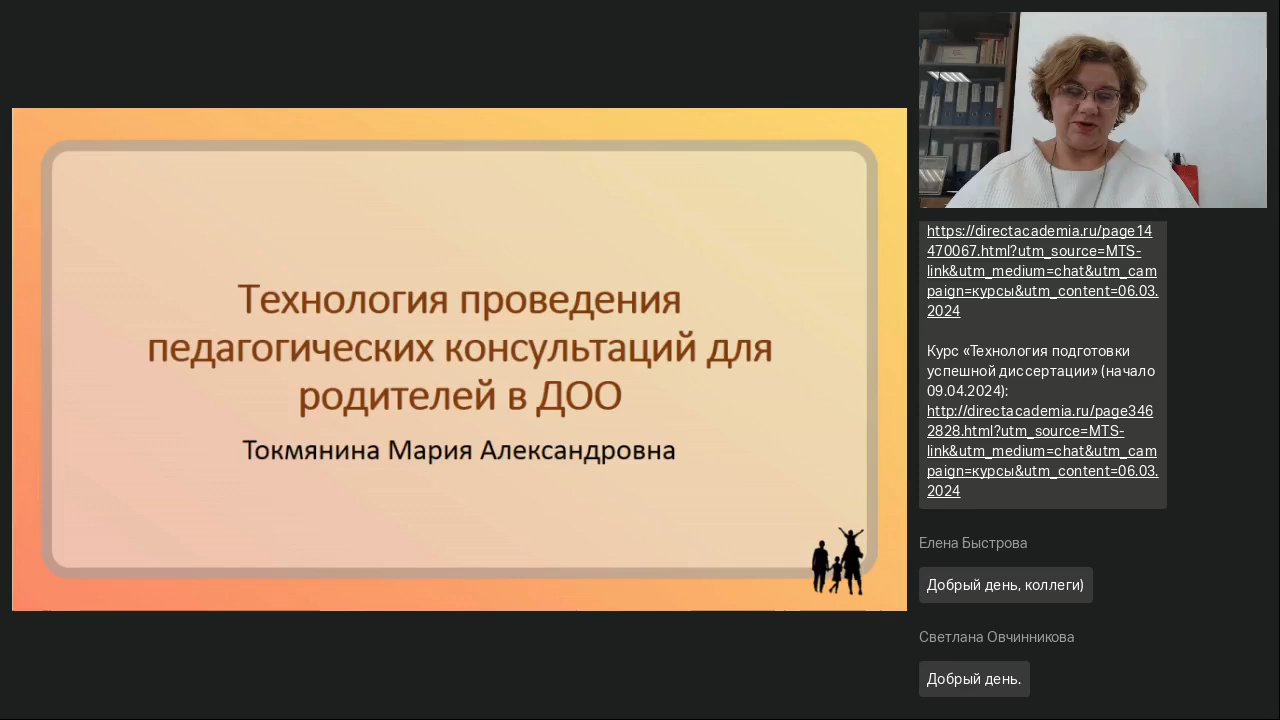 Технология проведения
педагогических консультаций для
родителей в ДОО
Токмянина Мария Александровна
https://directacademia.ru/page14
470067.html?utm_source=MTS-
link&utm_medium=chat&utm_cam
paign=курсы&utm_content=06.03.
2024
Курс «Технология подготовки
успешной диссертации» (начало
09.04.2024):
http://directacademia.ru/page346
2828.html?utm_source=MTS-
link&utm_medium=chat&utm_cam
paign=курсы&utm_content=06.03.
2024
Елена Быстрова
Добрый день, коллеги)
Светлана Овчинникова
Добрый день.